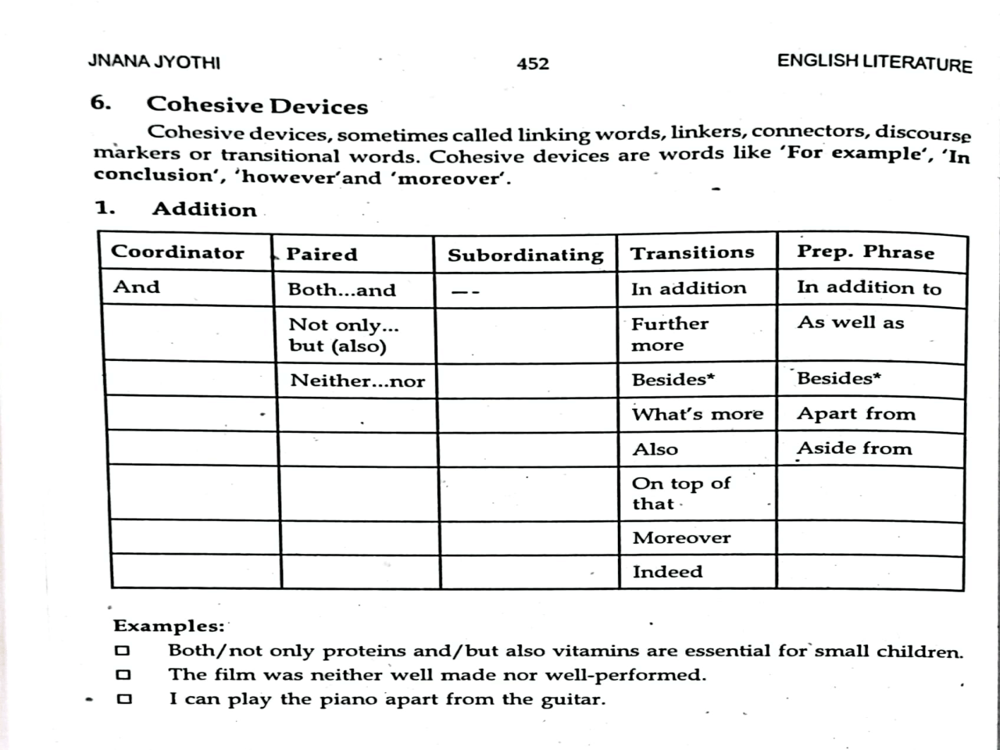 JNANA JYOTHI 452 ENGLISH LITERATURE
6. Cohesive Devices
Cohesive devices, sometimes called linking words, linkers, connectors, discourse
markers or transitional words. Cohesive devices are words like ‘For example‘, ‘In
conclusion‘, ‘however‘and ‘moreover‘.
1. Addition
Coordinator Paired Subordinating Transitions Prep. Phrase
And Both...and –-- In addition In addition to
Not only... Further As well as
but (also) more
Neither...nor Besides* Besides*
What's more Apart from
Also Aside from
On top of
that
Moreover
Indeed
Examples:
□ Both/not only proteins and/but also vitamins are essential for small children.
□ The film was neither well made nor well-performed.
□ I can play the piano apart from the guitar.